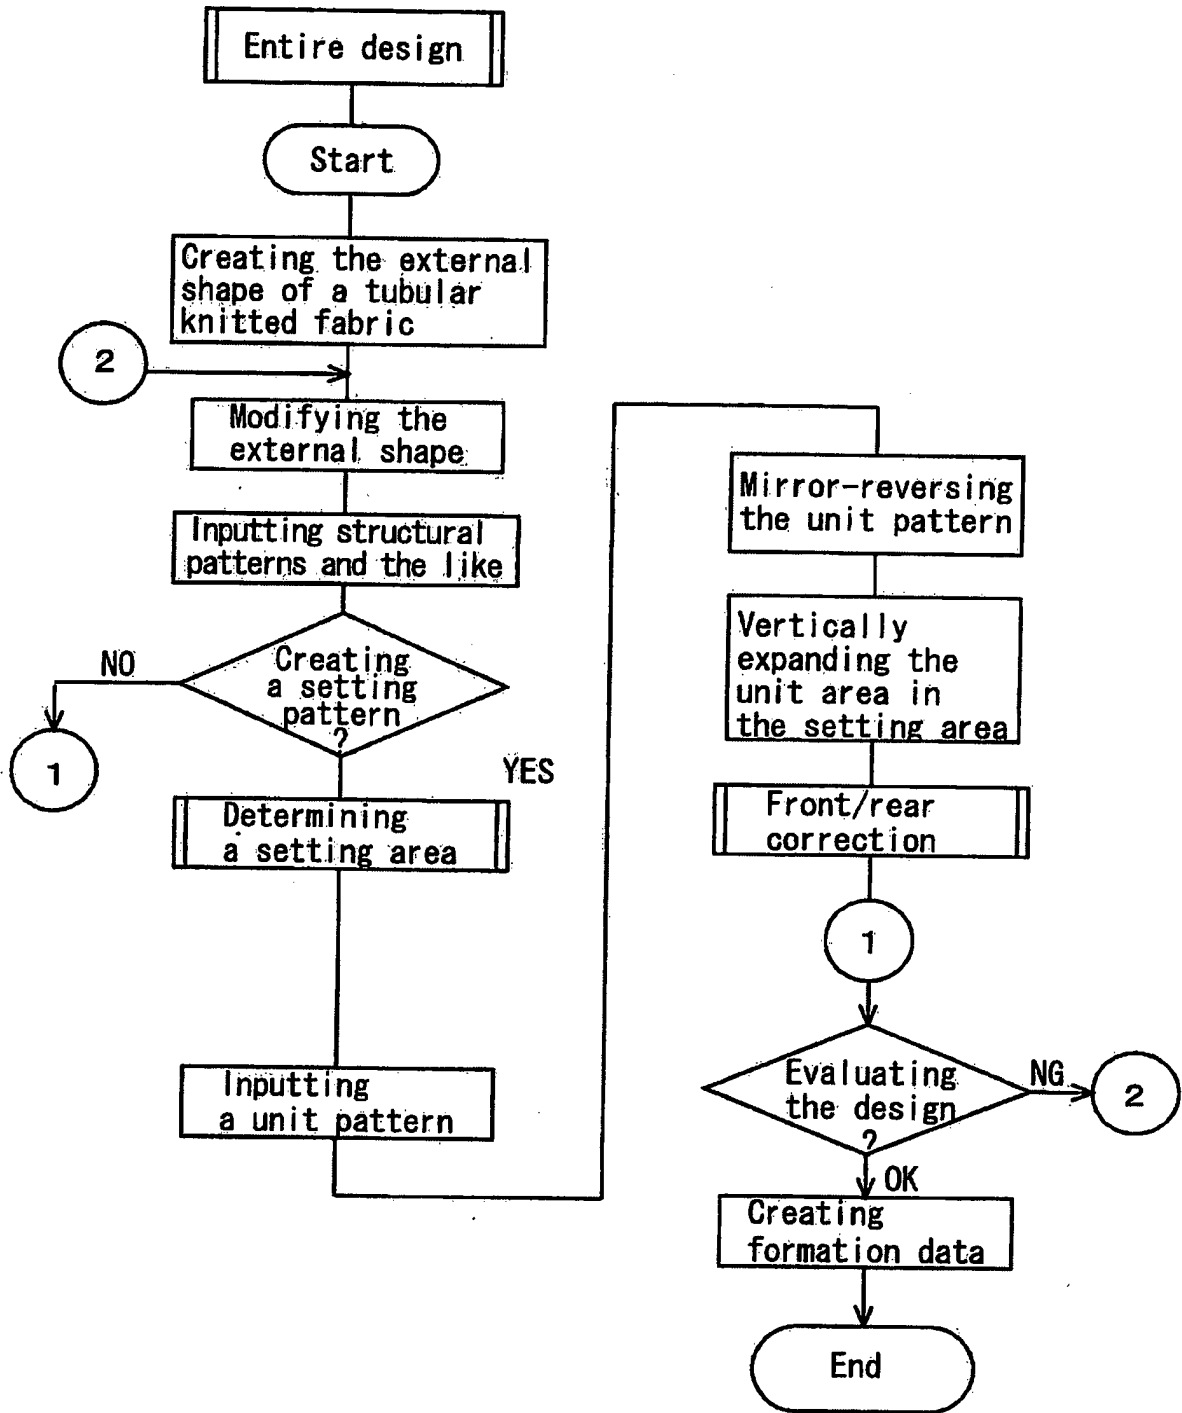 Entire design
Start
Creating the external
shape of a tubular
knitted fabric
2
Modifying the
external shape
Inputting structural
patterns and the like
NO
Creating
a setting
pattern
?
1
YES
Determining
a setting area
Inputting
a unit pattern
Mirror-reversing
the unit pattern
Vertically
expanding the
unit area in
the setting area
Front/rear
correction
1
Evaluating
the design
?
NG
2
OK
Creating
formation data
End